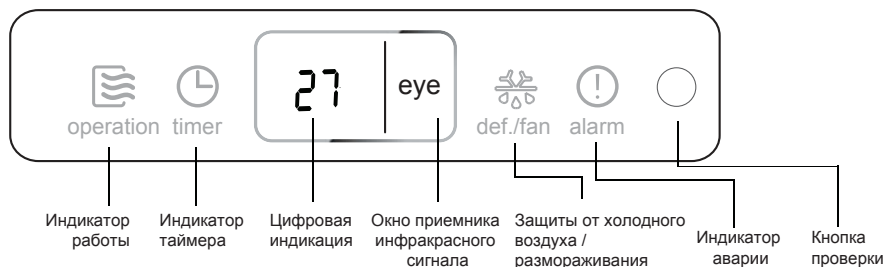 27 eye
operation timer def./fan alarm
Индикатор работы
Индикатор таймера
Цифровая индикация
Окно приемника инфракрасного сигнала
Защиты от холодного воздуха / размораживания
Индикатор аварии
Кнопка проверки